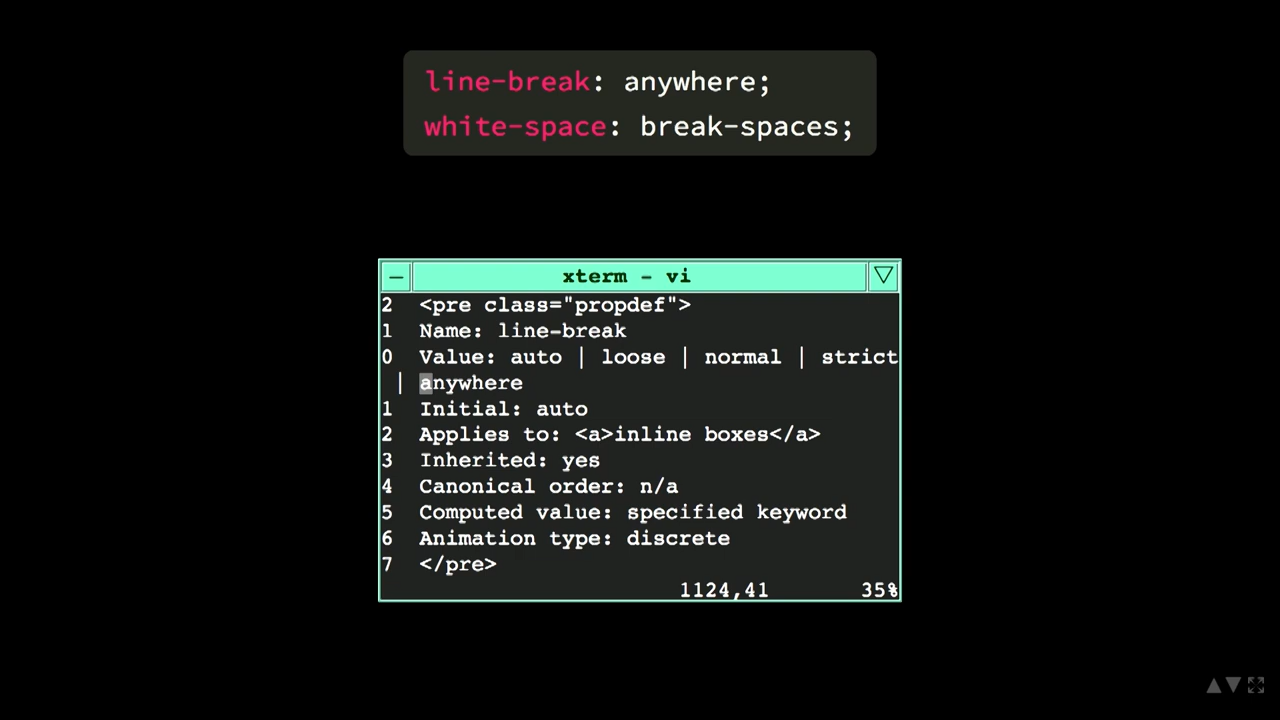 line-break: anywhere;
white-space: break-spaces;
xterm - vi
2 <pre class="propdef">
1 Name: line-break
0 Value: auto | loose | normal | strict
| anywhere
1 Initial: auto
2 Applies to: <a>inline boxes</a>
3 Inherited: yes
4 Canonical order: n/a
5 Computed value: specified keyword
6 Animation type: discrete
7 </pre>
1124,41 35%